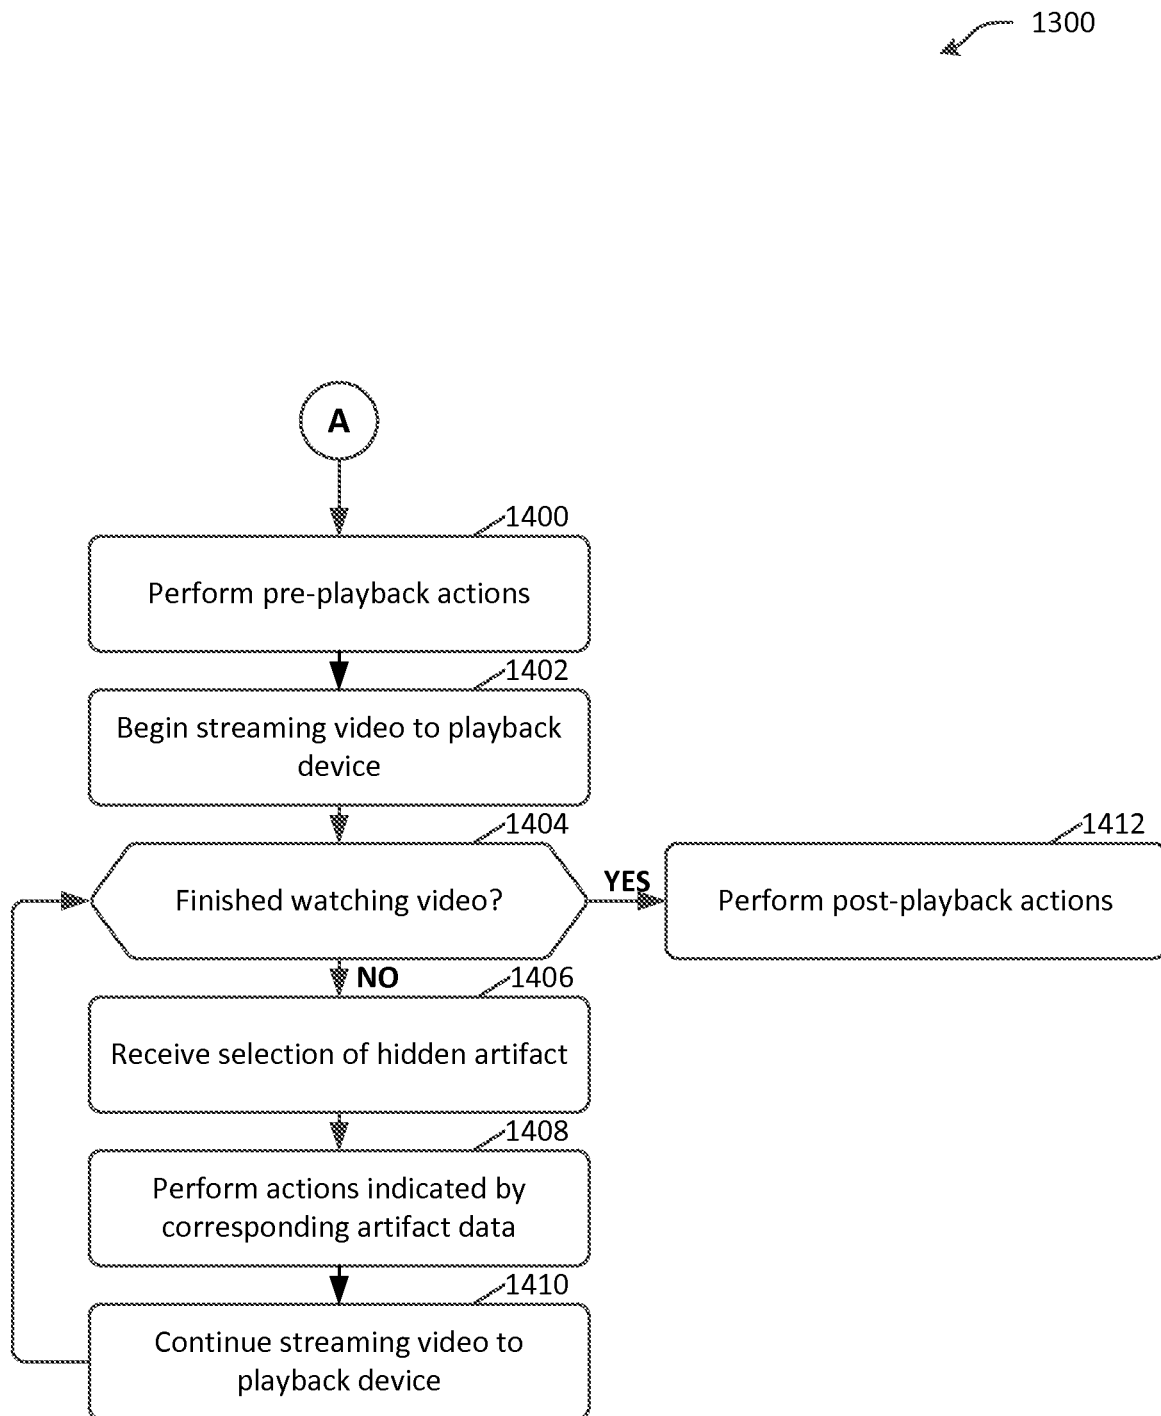 1300
A
1400
Perform pre-playback actions
1402
Begin streaming video to playback
device
1404
Finished watching video?
YES
1412
Perform post-playback actions
NO
1406
Receive selection of hidden artifact
1408
Perform actions indicated by
corresponding artifact data
1410
Continue streaming video to
playback device